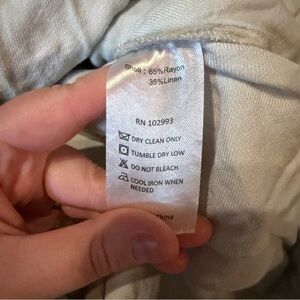 Shell : 65%Rayon
35%Linen
RN 102993
DRY CLEAN ONLY
TUMBLE DRY LOW
DO NOT BLEACH
COOL IRON WHEN
NEEDED
China